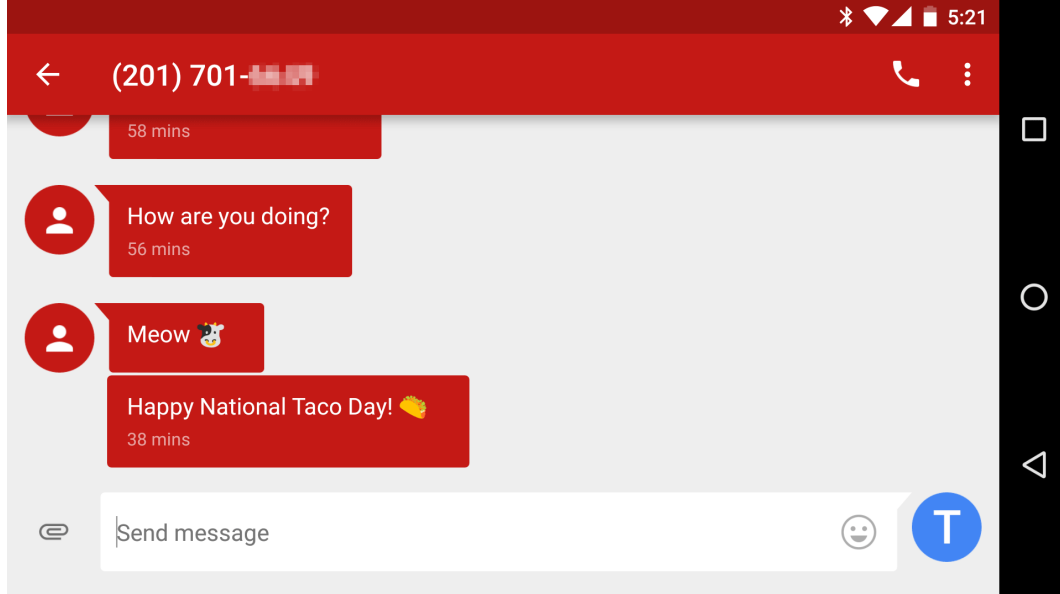 5:21
(201) 701-
58 mins
How are you doing?
56 mins
Meow 🐮
Happy National Taco Day! 🌮
38 mins
Send message
T